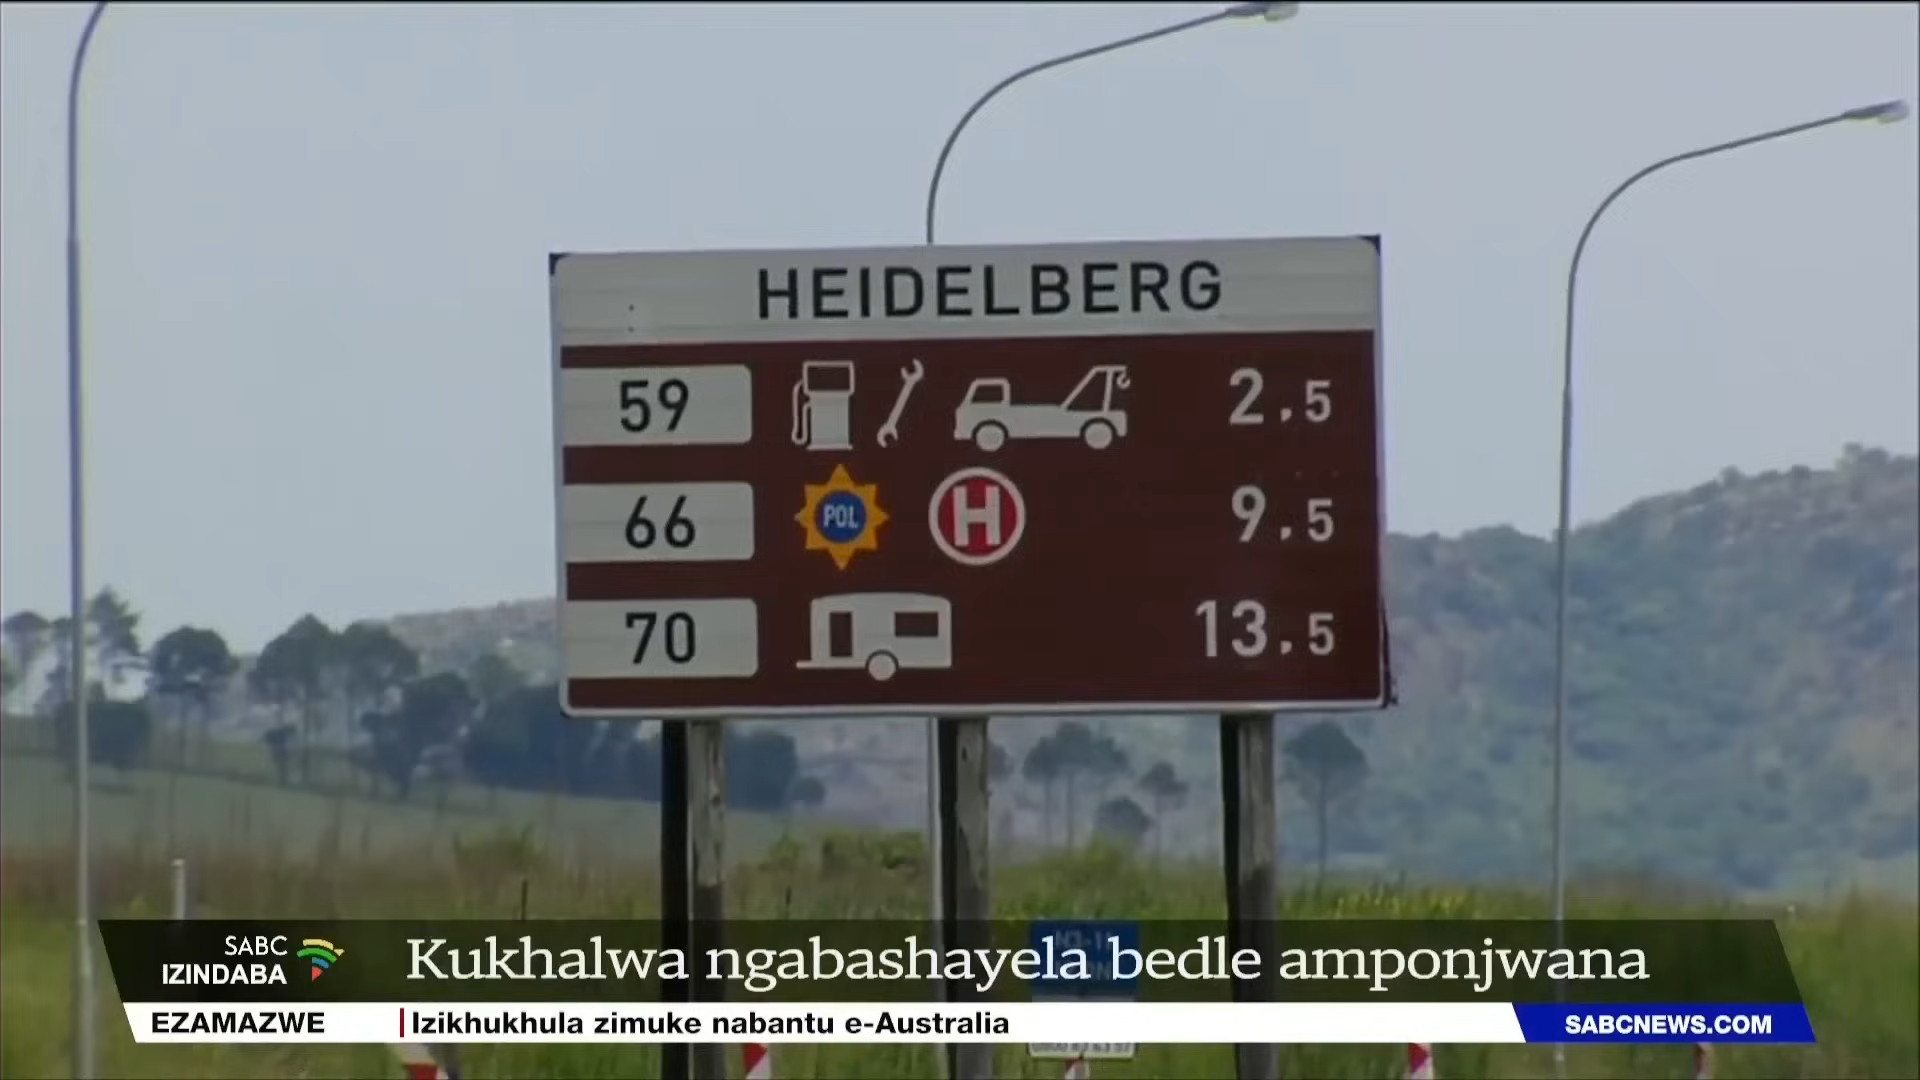 HEIDELBERG
59 2.5
66 POL H 9.5
70 13.5
SABC
IZINDABA
Kukhalwa ngabashayela bedle amponjwana
EZAMAZWE Izikhukhula zimuke nabantu e-Australia
SABCNEWS.COM